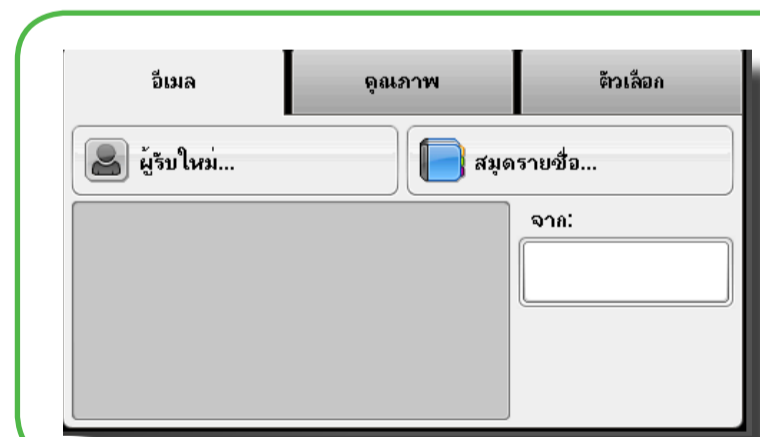 อีเมล
คุณภาพ
ตัวเลือก
ผู้รับใหม่...
สมุดรายชื่อ...
จาก: